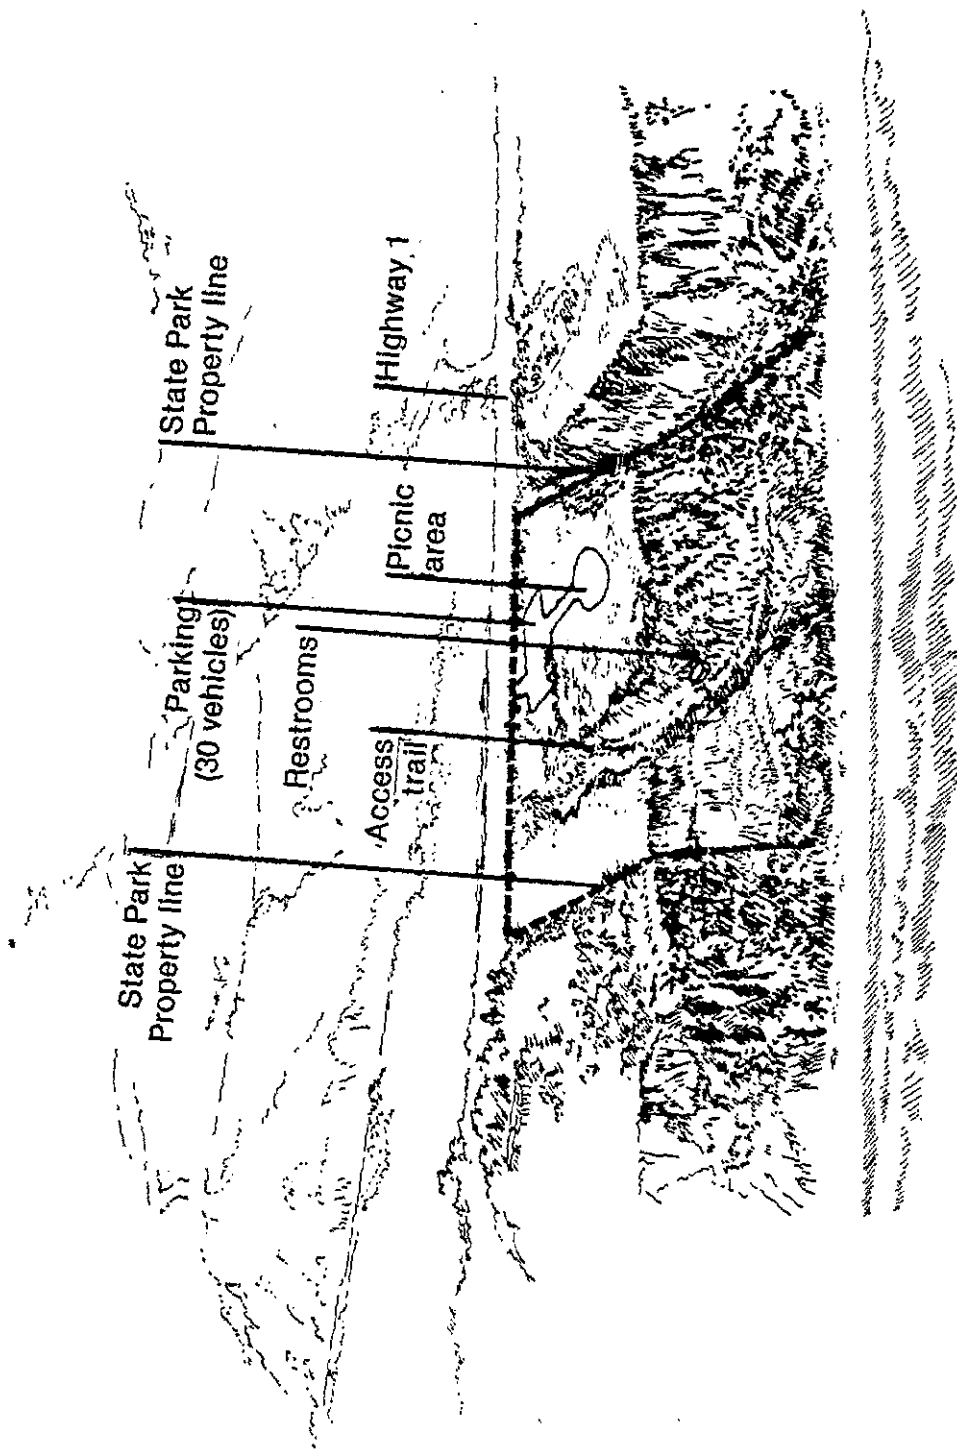 State Park
Property line
Parking
(30 vehicles)
Restrooms
Access
trail
Picnic
area
State Park
Property line
Highway 1